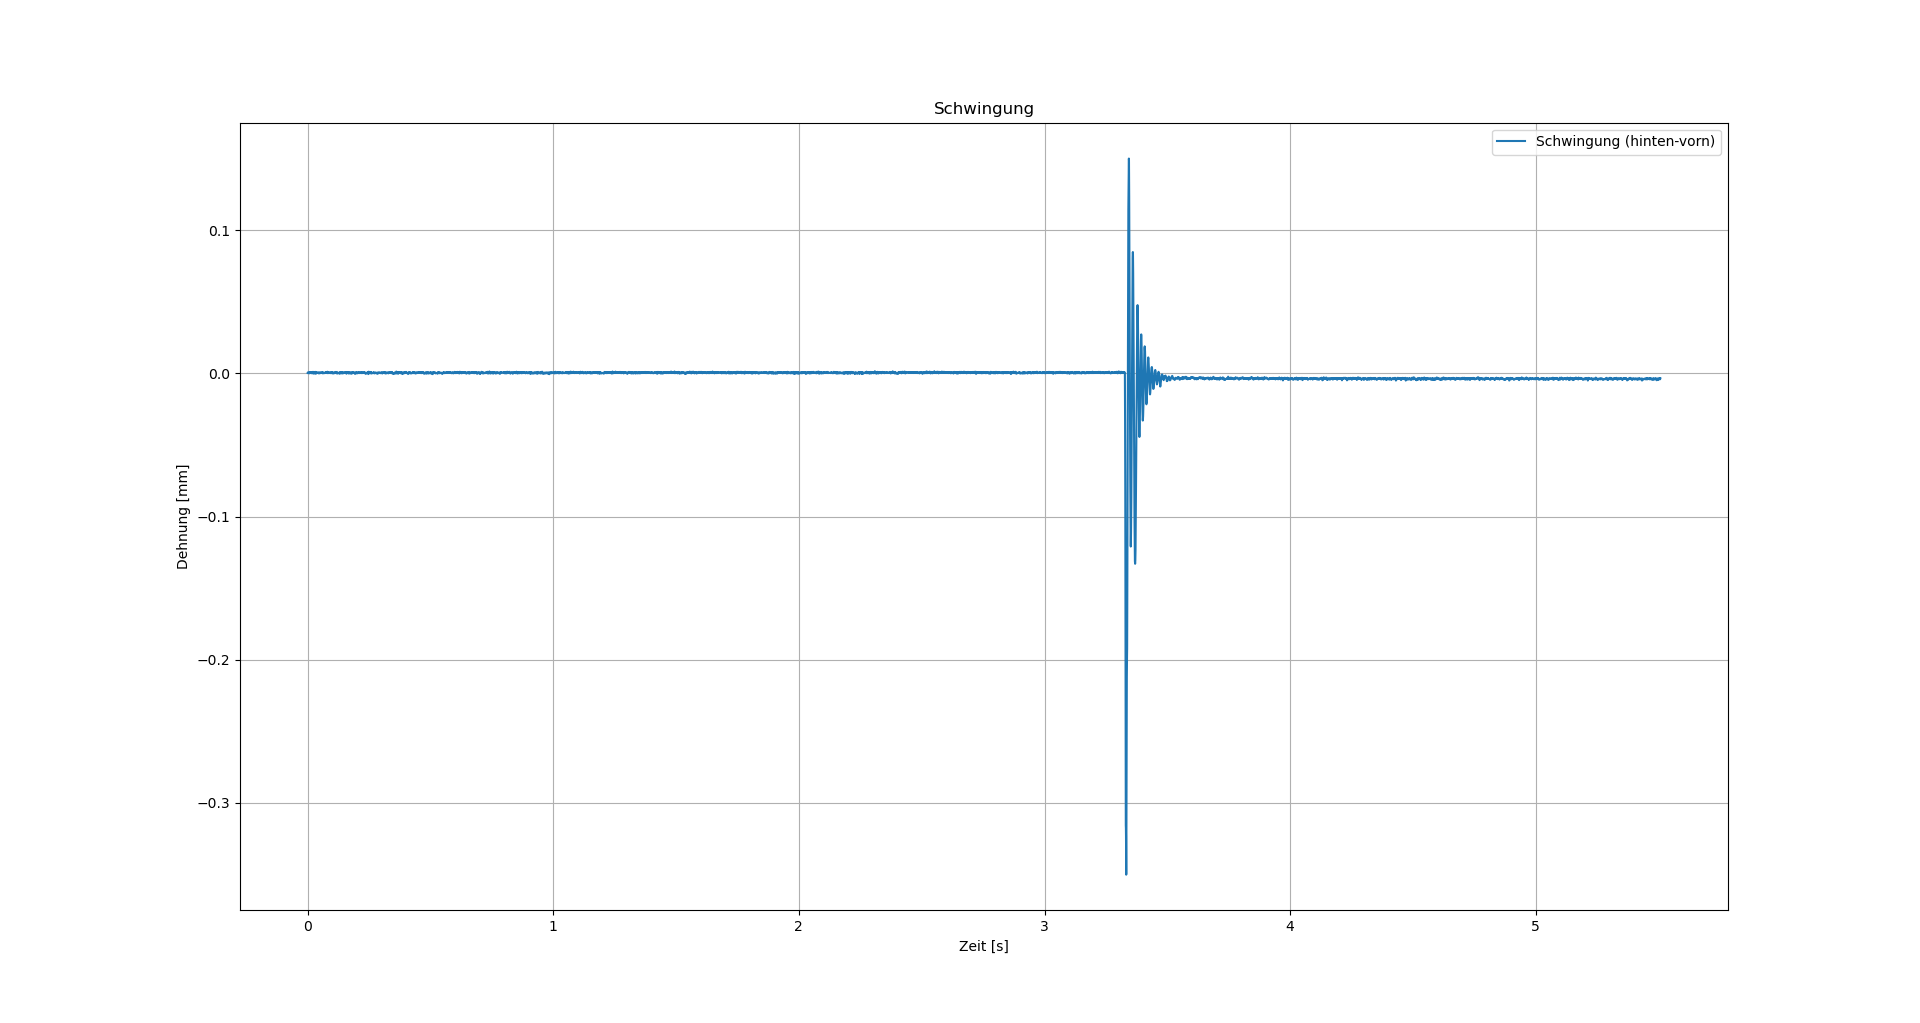 Schwingung
Schwingung (hinten-vorn)
0.1
0.0
−0.1
−0.2
−0.3
Dehnung [mm]
0 1 2 3 4 5
Zeit [s]